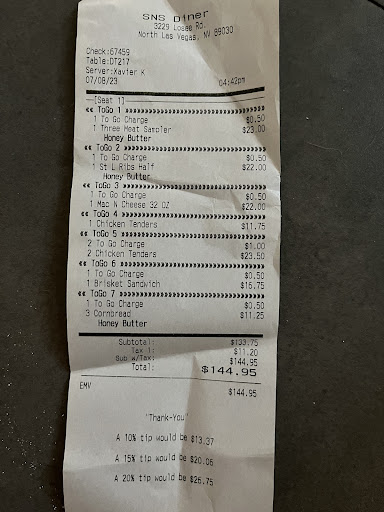 SNS Diner
3229 Losee Rd.
North Las Vegas, NV 89030
Check:67459
Table:DT217
Server:Xavier K
07/08/23 04:42pm
[Seat 1]
<< ToGo 1 >>>>>>>>>>>>>>>>>>>>>>>>>>>>>>
1 To Go Charge $0.50
1 Three Meat Sampler $23.00
Honey Butter
<< ToGo 2 >>>>>>>>>>>>>>>>>>>>>>>>>>>>>>
1 To Go Charge $0.50
1 St L Ribs Half $22.00
Honey Butter
<< ToGo 3 >>>>>>>>>>>>>>>>>>>>>>>>>>>>>>
1 To Go Charge $0.50
1 Mac N Cheese 32 OZ $22.00
<< ToGo 4 >>>>>>>>>>>>>>>>>>>>>>>>>>>>>>
1 Chicken Tenders $11.75
<< ToGo 5 >>>>>>>>>>>>>>>>>>>>>>>>>>>>>>
2 To Go Charge $1.00
2 Chicken Tenders $23.50
<< ToGo 6 >>>>>>>>>>>>>>>>>>>>>>>>>>>>>>
1 To Go Charge $0.50
1 Brisket Sandwich $16.75
<< ToGo 7 >>>>>>>>>>>>>>>>>>>>>>>>>>>>>>
1 To Go Charge $0.50
3 Cornbread $11.25
Honey Butter
Subtotal: $133.75
Tax 1: $11.20
Sub w/Tax: $144.95
Total: $144.95
EMV $144.95
"Thank-You"
A 10% tip would be $13.37
A 15% tip would be $20.06
A 20% tip would be $26.75